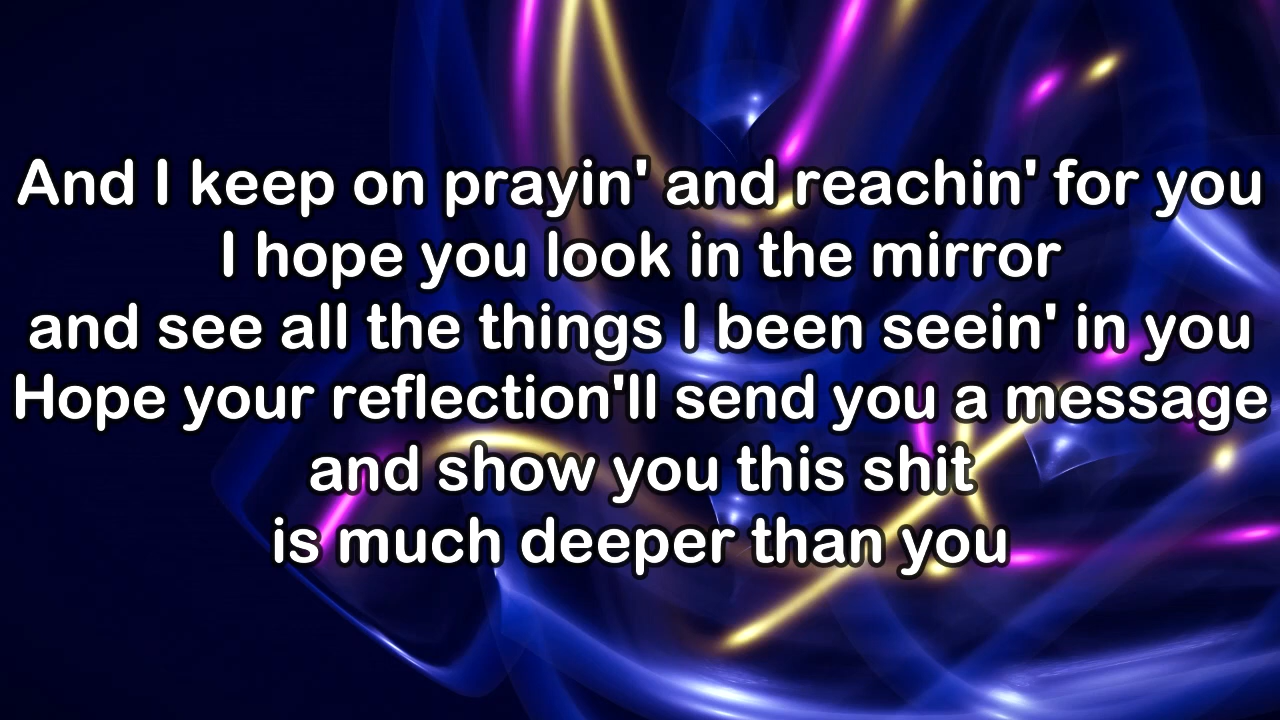 And I keep on prayin' and reachin' for you
I hope you look in the mirror
and see all the things I been seein' in you
Hope your reflection'll send you a message
and show you this shit
is much deeper than you